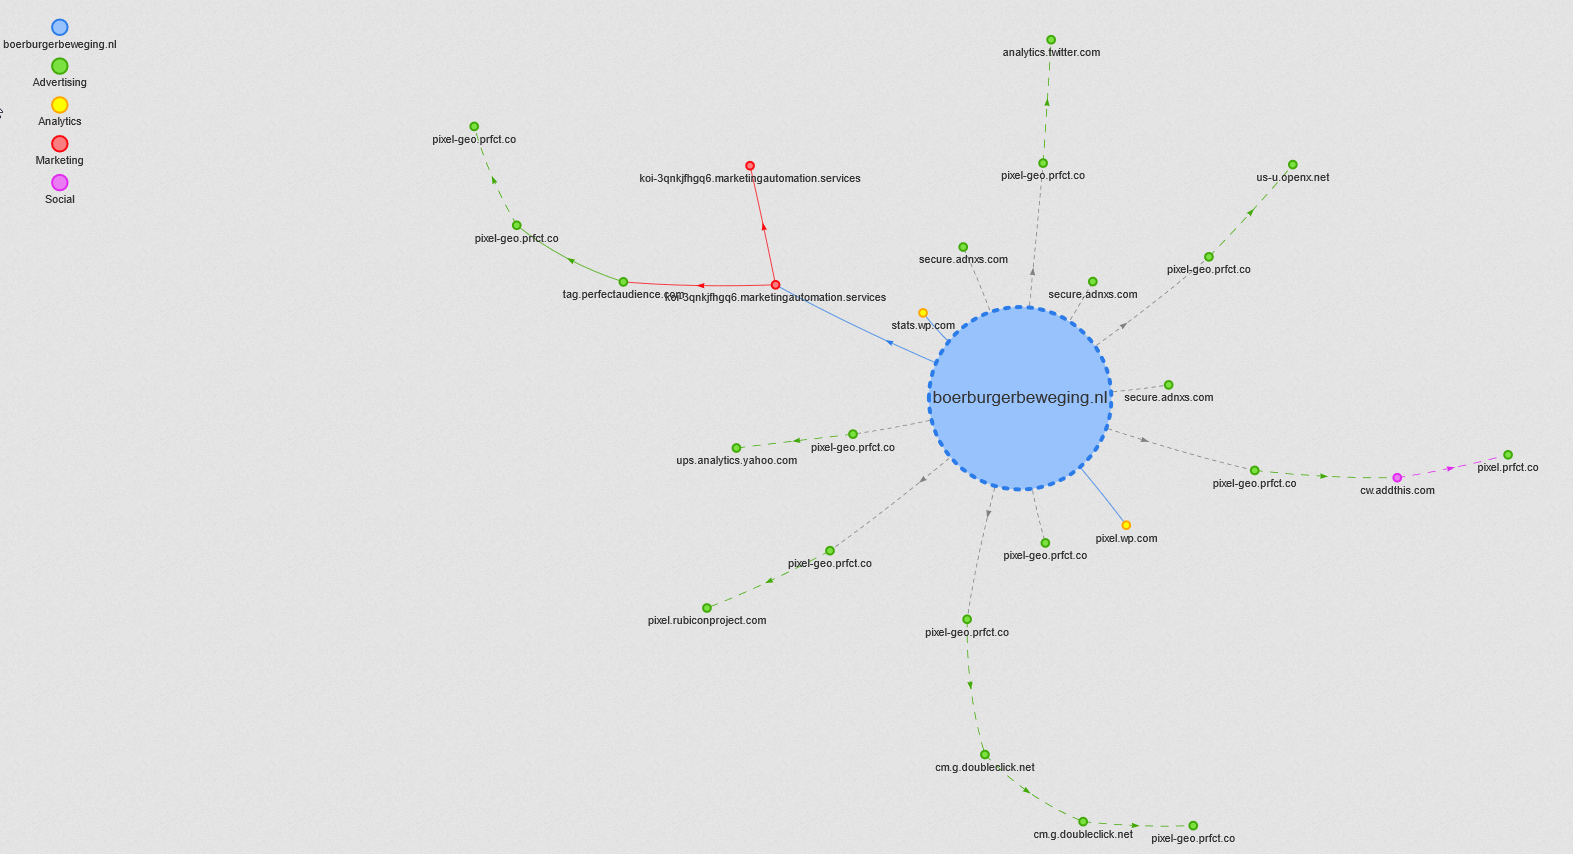 boerburgerbeweging.nl
Advertising
Analytics
Marketing
Social
analytics.twitter.com
pixel-geo.prfct.co
koi-3qnkjfhgq6.marketingautomation.services
pixel-geo.prfct.co
us-u.openx.net
pixel-geo.prfct.co
secure.adnxs.com
pixel-geo.prfct.co
tag.perfectaudience.com
koi-3qnkjfhgq6.marketingautomation.services
secure.adnxs.com
stats.wp.com
boerburgerbeweging.nl
secure.adnxs.com
pixel-geo.prfct.co
ups.analytics.yahoo.com
pixel-geo.prfct.co
cw.addthis.com
pixel.prfct.co
pixel.wp.com
pixel-geo.prfct.co
pixel-geo.prfct.co
pixel.rubiconproject.com
pixel-geo.prfct.co
cm.g.doubleclick.net
cm.g.doubleclick.net
pixel-geo.prfct.co